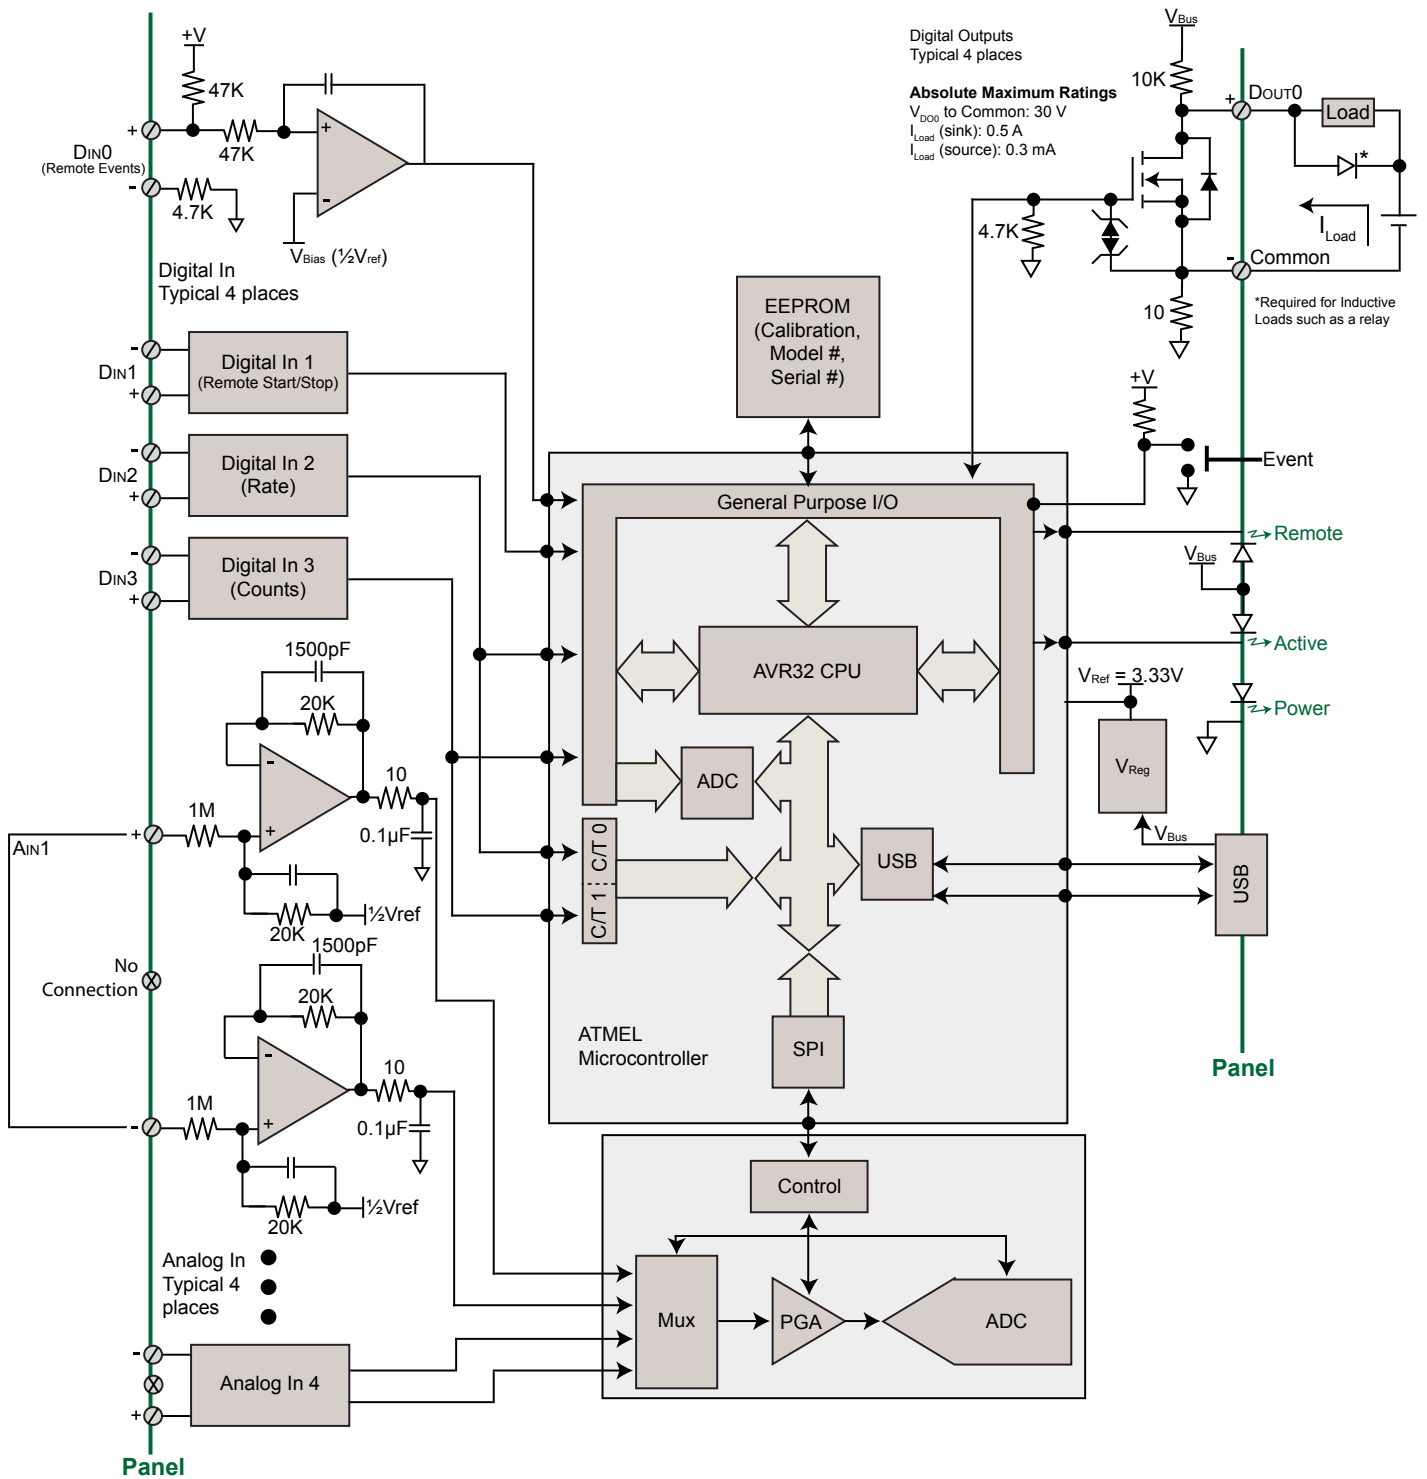 +V
47K
+
47K
DIN0
(Remote Events)
-
4.7K
+
-
VBias (½Vref)
Digital In
Typical 4 places
Digital Outputs
Typical 4 places
Absolute Maximum Ratings
VDO0 to Common: 30 V
ILoad (sink): 0.5 A
ILoad (source): 0.3 mA
VBus
10K
+
DOUT0
Load
*
4.7K
ILoad
-
Common
10
*Required for Inductive
Loads such as a relay
-
DIN1
+
Digital In 1
(Remote Start/Stop)
-
DIN2
+
Digital In 2
(Rate)
-
DIN3
+
Digital In 3
(Counts)
EEPROM
(Calibration,
Model #,
Serial #)
+V
Event
General Purpose I/O
Remote
VBus
Active
AVR32 CPU
VRef = 3.33V
Power
VReg
VBus
USB
ADC
C/T 0
C/T 1
USB
SPI
ATMEL
Microcontroller
Panel
1500pF
20K
-
+
10
1M
+
AIN1
0.1µF
½Vref
20K
1500pF
No
Connection
20K
-
+
10
1M
-
0.1µF
½Vref
20K
Analog In
Typical 4
places
Control
Mux
PGA
ADC
-
+
Analog In 4
Panel